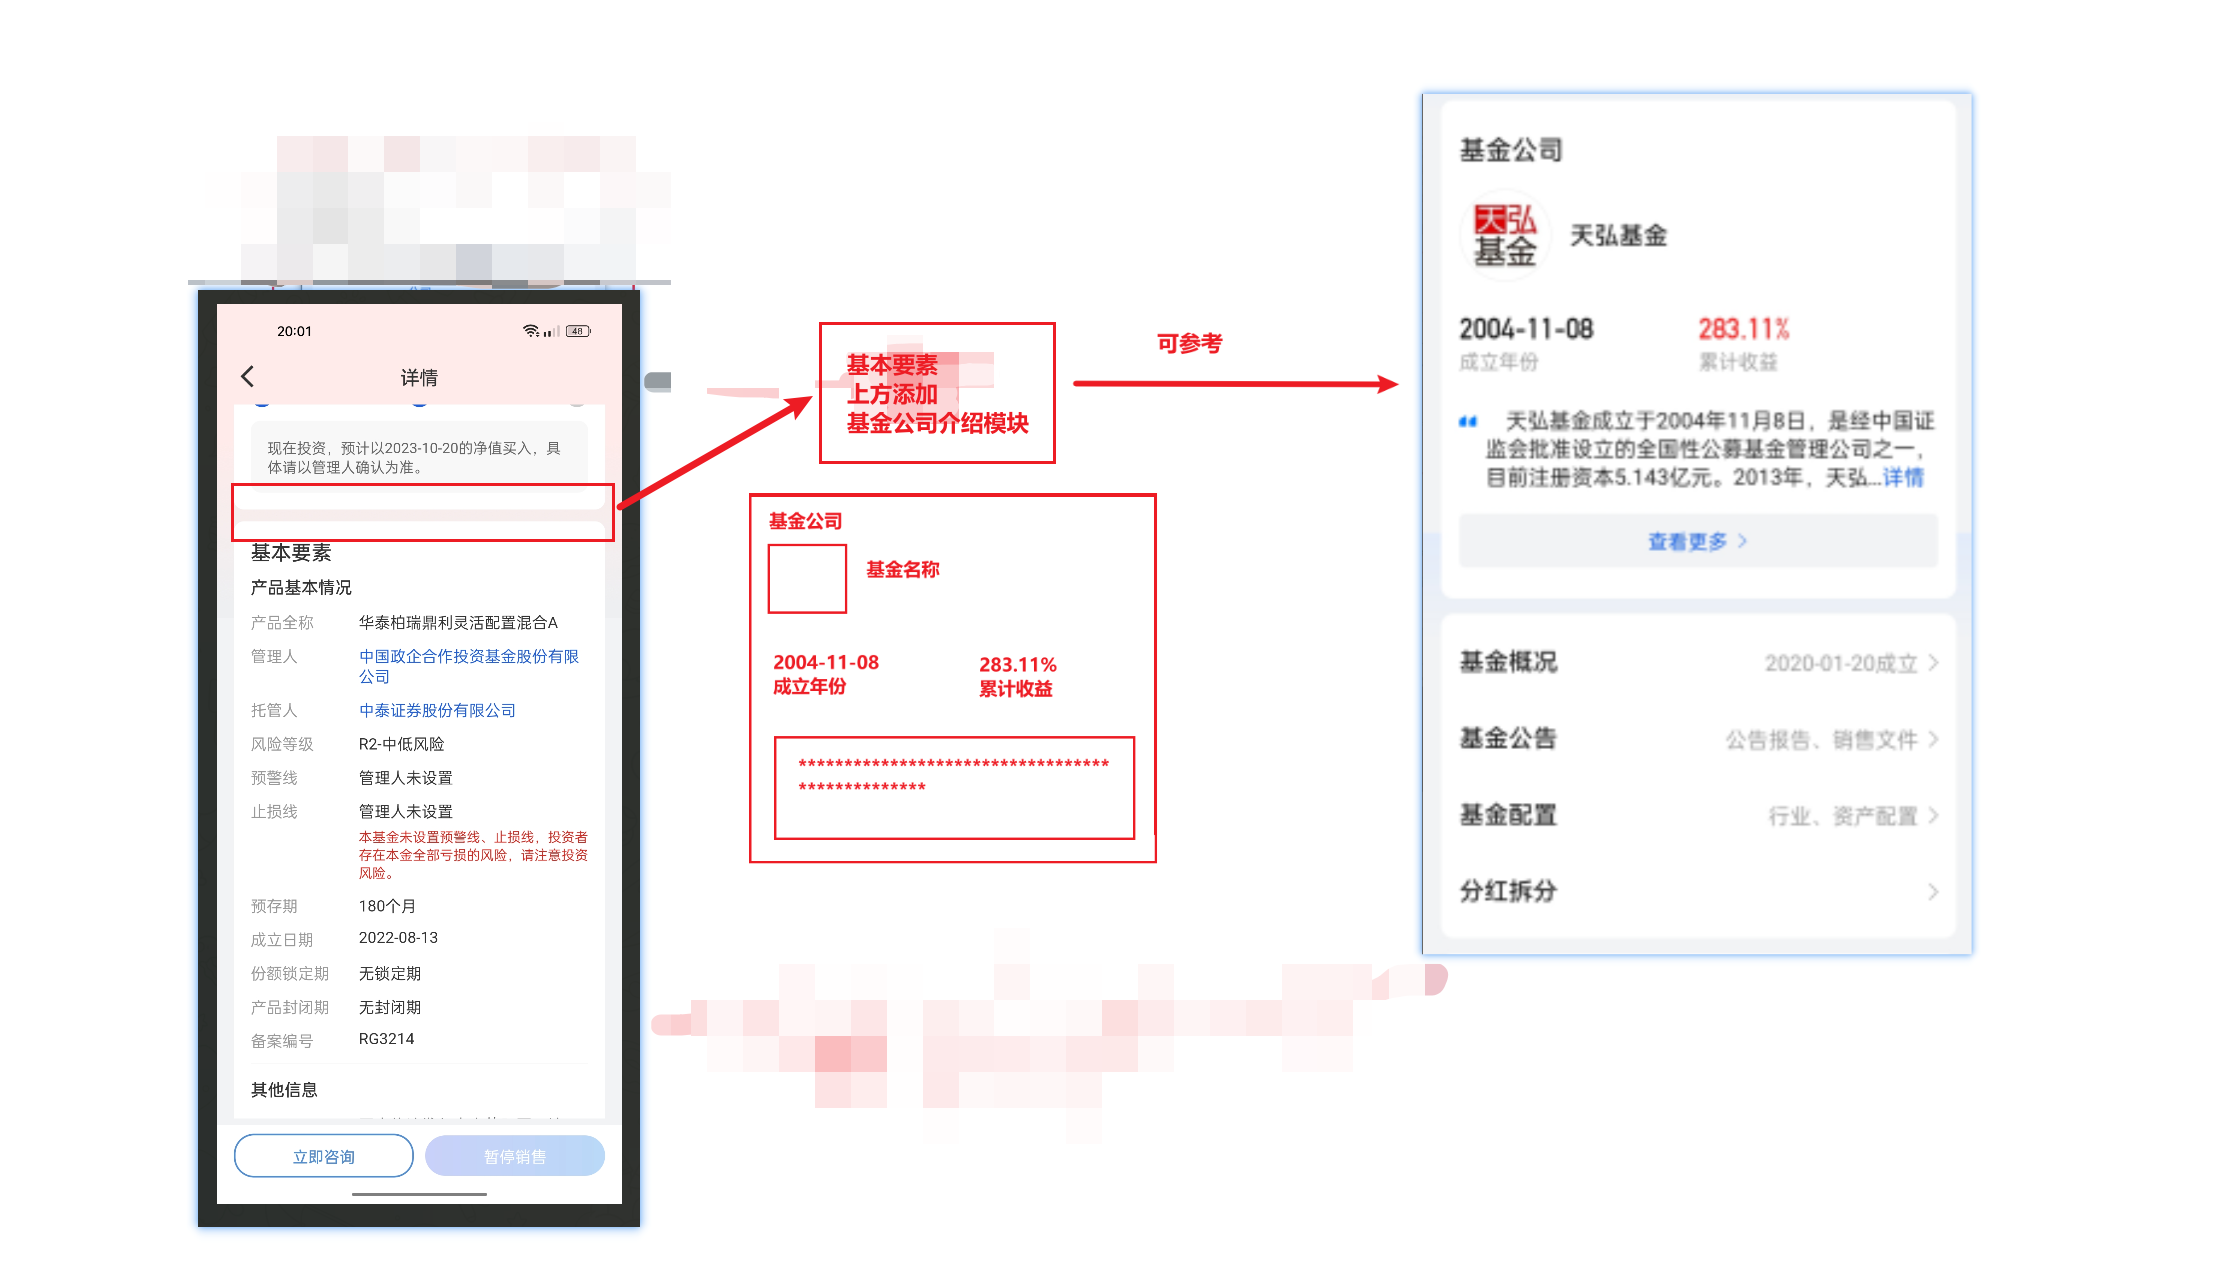 20:01
48
详情
现在投资，预计以2023-10-20的净值买入，具
体请以管理人确认为准。
基本要素
产品基本情况
产品全称 华泰柏瑞鼎利灵活配置混合A
管理人 中国政企合作投资基金股份有限
公司
托管人 中泰证券股份有限公司
风险等级 R2-中低风险
预警线 管理人未设置
止损线 管理人未设置
本基金未设置预警线、止损线，投资者
存在本金全部亏损的风险，请注意投资
风险。
预存期 180个月
成立日期 2022-08-13
份额锁定期 无锁定期
产品封闭期 无封闭期
备案编号 RG3214
其他信息
立即咨询 暂停销售
基本要素
上方添加
基金公司介绍模块
可参考
基金公司
基金名称
2004-11-08 283.11%
成立年份 累计收益
**********************************
**************
基金公司
天弘
基金
天弘基金
2004-11-08 283.11%
成立年份 累计收益
天弘基金成立于2004年11月8日，是经中国证
监会批准设立的全国性公募基金管理公司之一，
目前注册资本5.143亿元。2013年，天弘...详情
查看更多 >
基金概况 2020-01-20成立 >
基金公告 公告报告、销售文件 >
基金配置 行业、资产配置 >
分红拆分 >